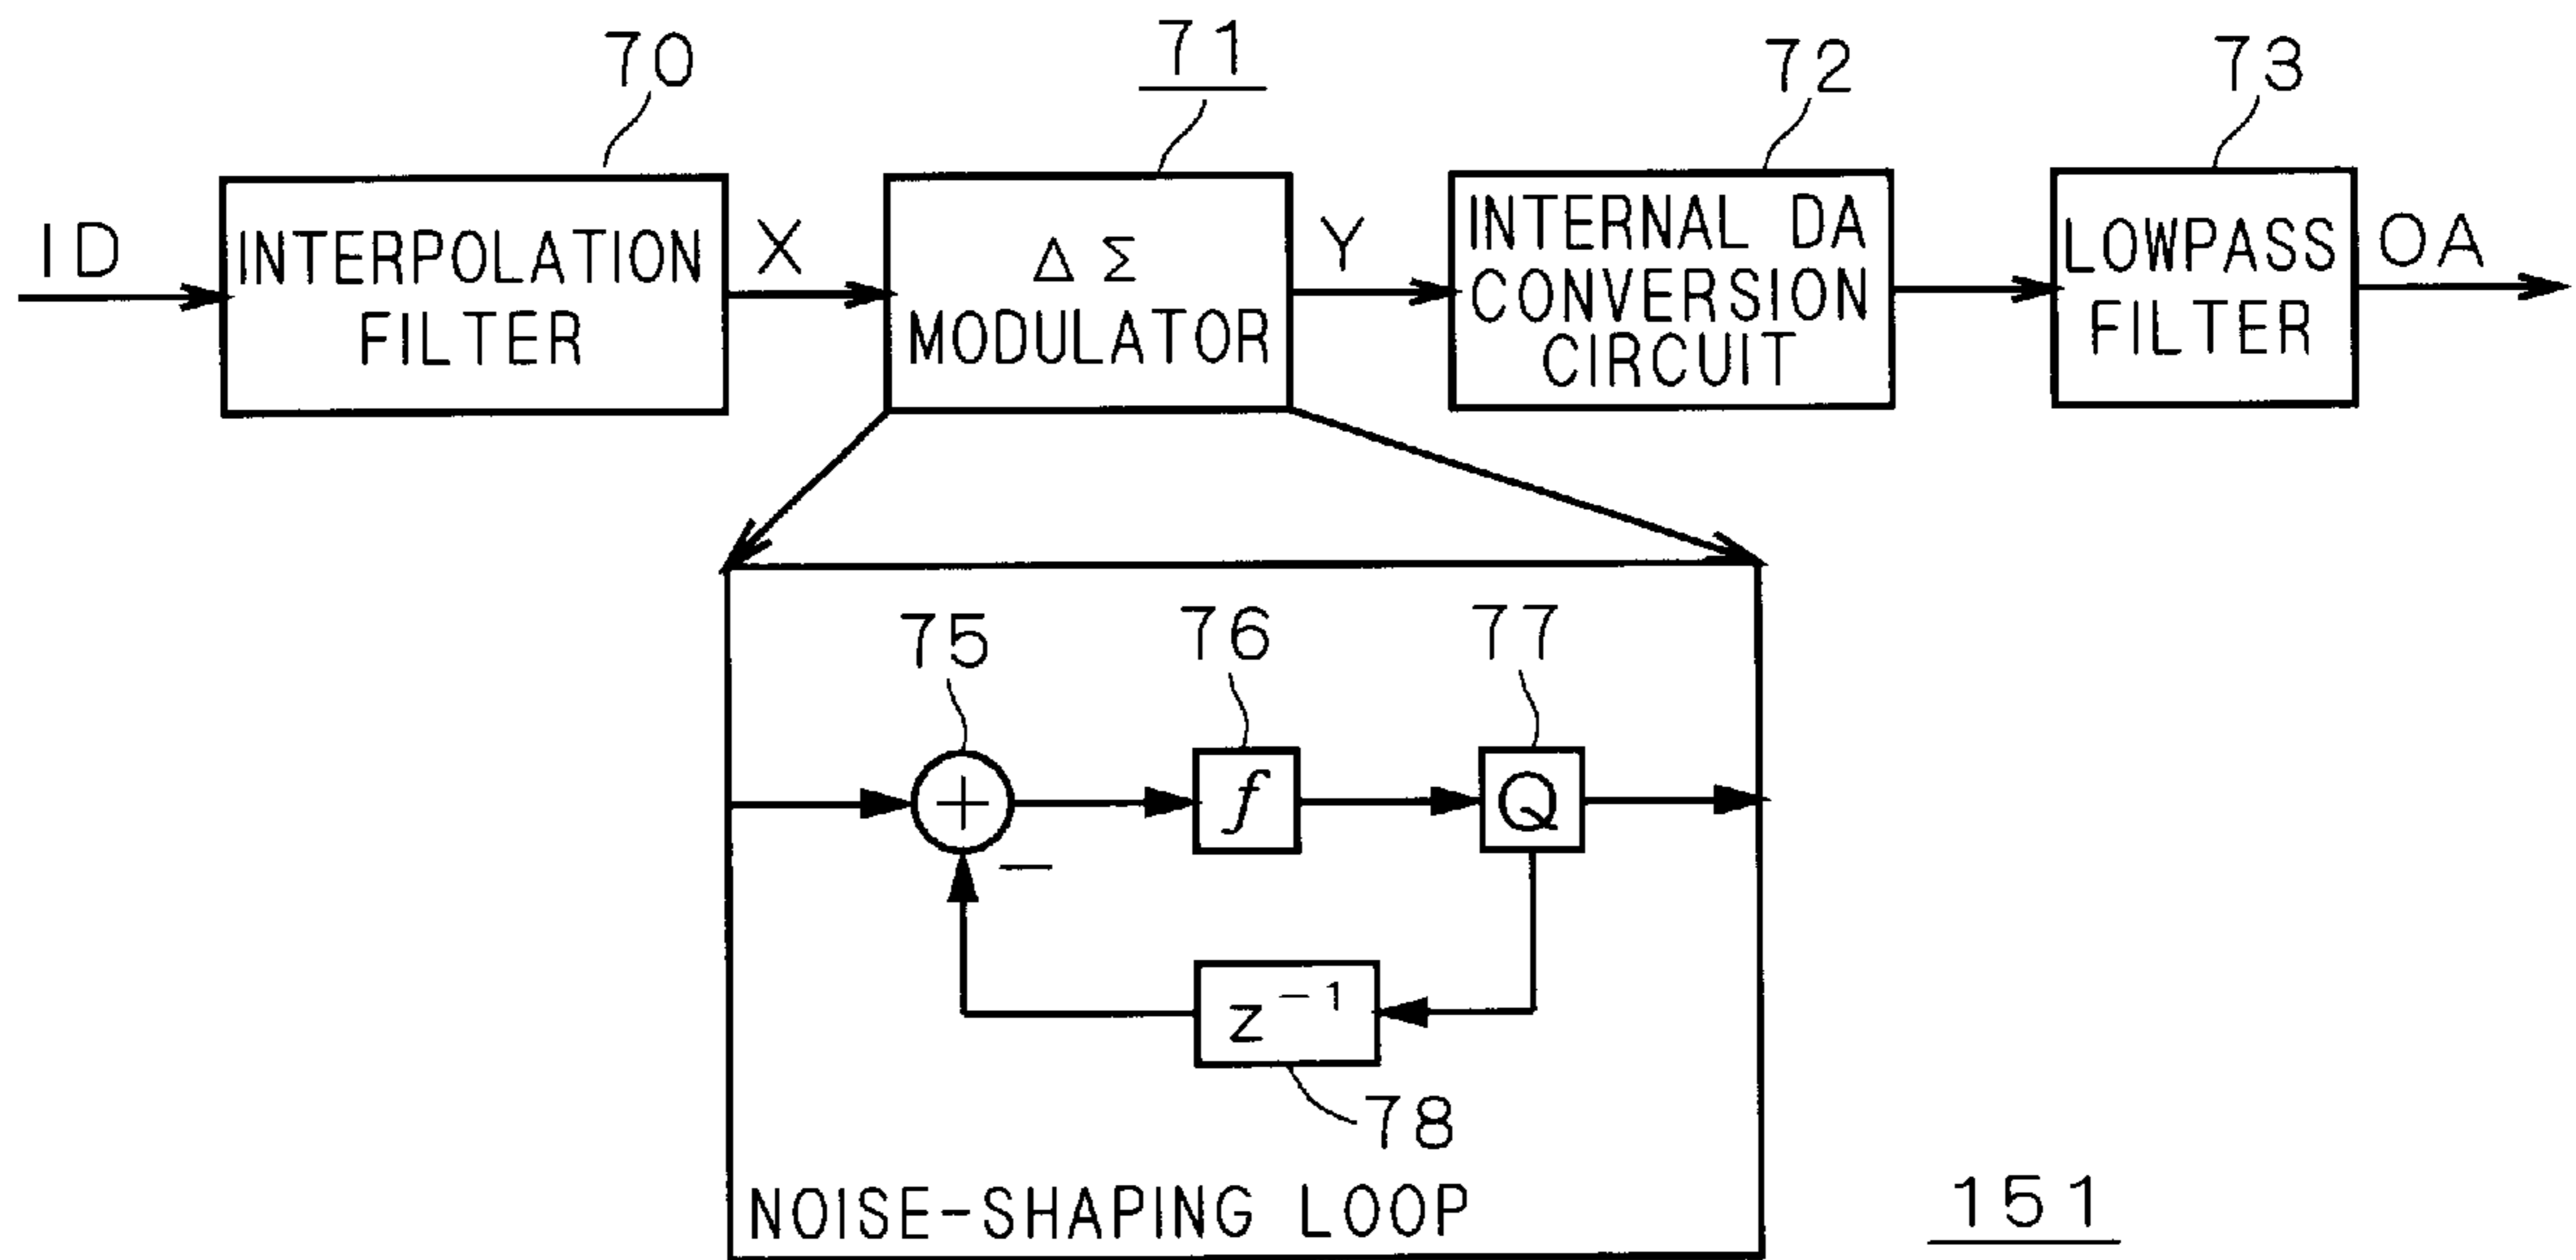 70
71
72
73
ID
INTERPOLATION
FILTER
X
Δ Σ
MODULATOR
Y
INTERNAL DA
CONVERSION
CIRCUIT
LOWPASS
FILTER
OA
75
76
77
+
f
Q
−
z⁻¹
78
NOISE-SHAPING LOOP
151